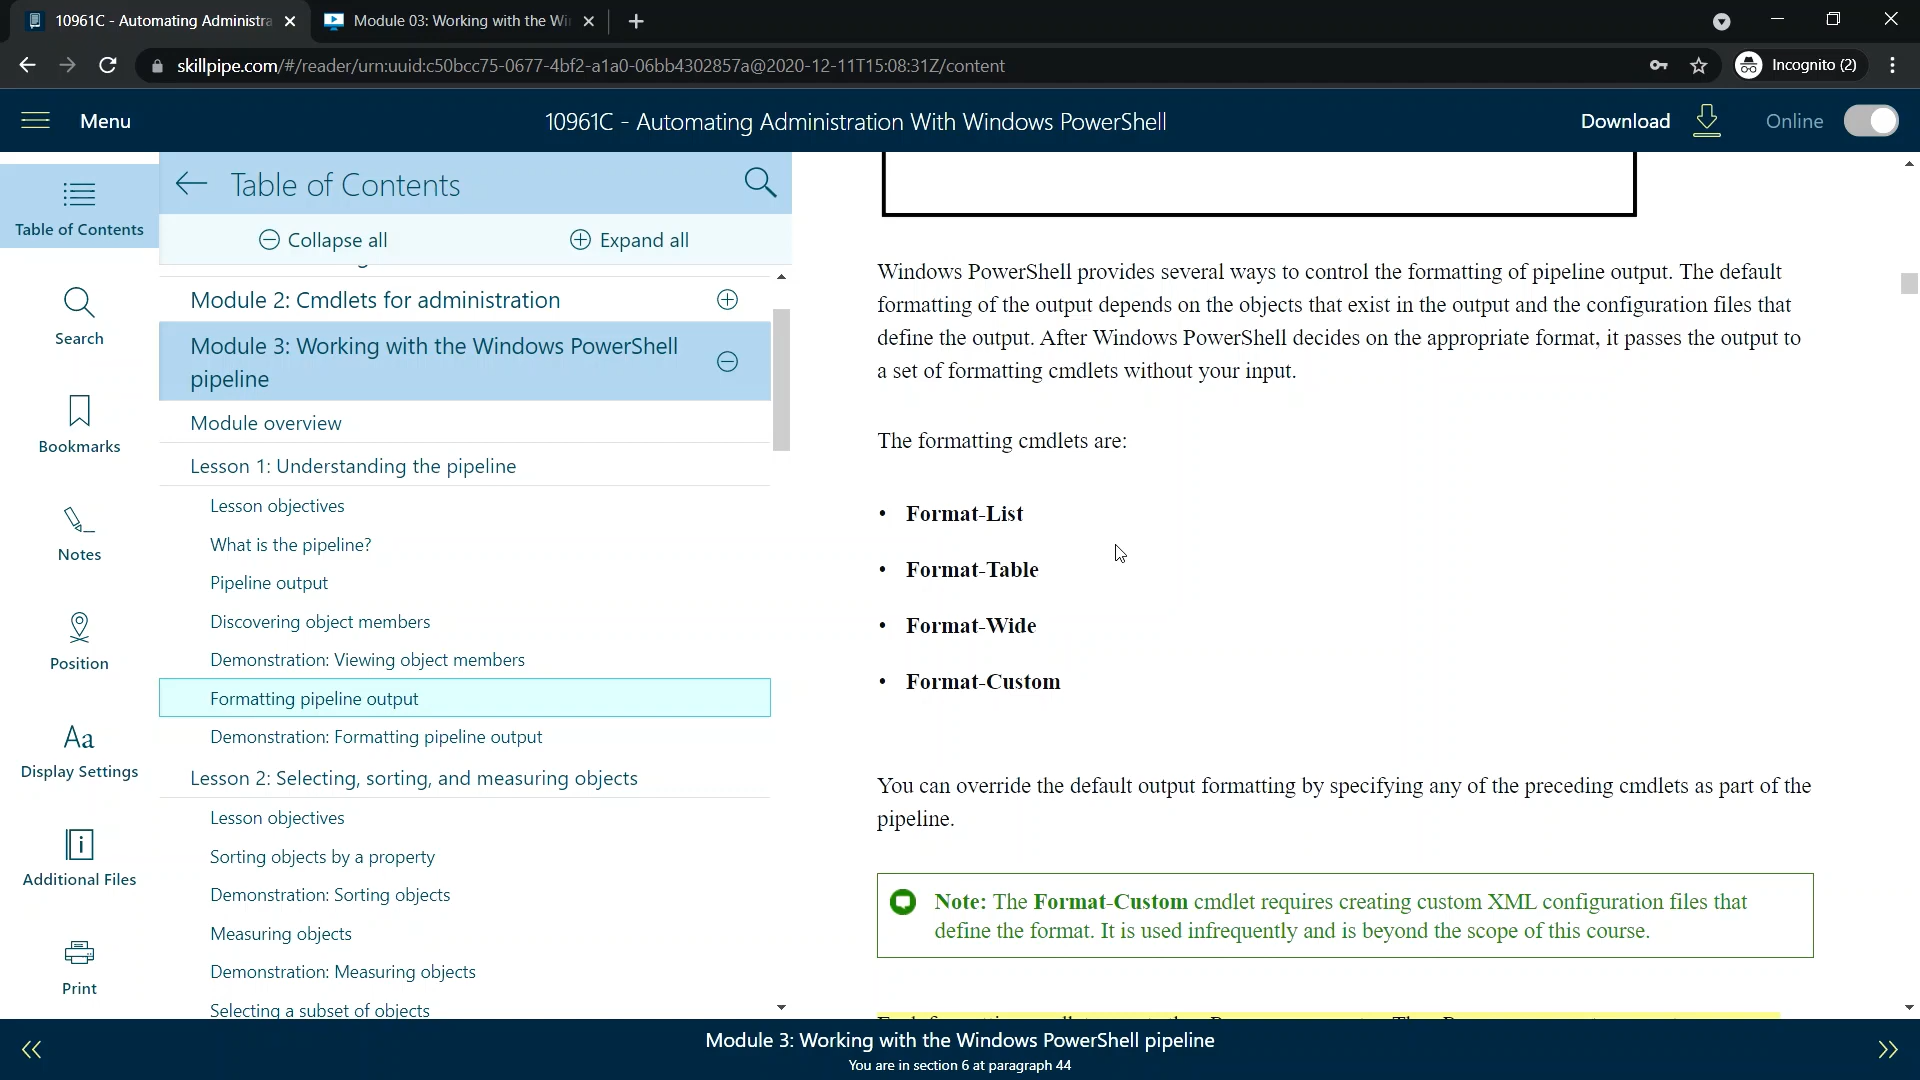 10961C - Automating Administra
Module 03: Working with the Wi
skillpipe.com/#/reader/urn:uuid:c50bcc75-0677-4bf2-a1a0-06bb4302857a@2020-12-11T15:08:31Z/content
Incognito (2)
Menu
10961C - Automating Administration With Windows PowerShell
Download
Online
Table of Contents
Search
Bookmarks
Notes
Position
Aa
Display Settings
Additional Files
Print
Table of Contents
Collapse all
Expand all
Module 2: Cmdlets for administration
Module 3: Working with the Windows PowerShell
pipeline
Module overview
Lesson 1: Understanding the pipeline
Lesson objectives
What is the pipeline?
Pipeline output
Discovering object members
Demonstration: Viewing object members
Formatting pipeline output
Demonstration: Formatting pipeline output
Lesson 2: Selecting, sorting, and measuring objects
Lesson objectives
Sorting objects by a property
Demonstration: Sorting objects
Measuring objects
Demonstration: Measuring objects
Selecting a subset of objects
Windows PowerShell provides several ways to control the formatting of pipeline output. The default
formatting of the output depends on the objects that exist in the output and the configuration files that
define the output. After Windows PowerShell decides on the appropriate format, it passes the output to
a set of formatting cmdlets without your input.
The formatting cmdlets are:
• Format-List
• Format-Table
• Format-Wide
• Format-Custom
You can override the default output formatting by specifying any of the preceding cmdlets as part of the
pipeline.
Note: The Format-Custom cmdlet requires creating custom XML configuration files that
define the format. It is used infrequently and is beyond the scope of this course.
Module 3: Working with the Windows PowerShell pipeline
You are in section 6 at paragraph 44